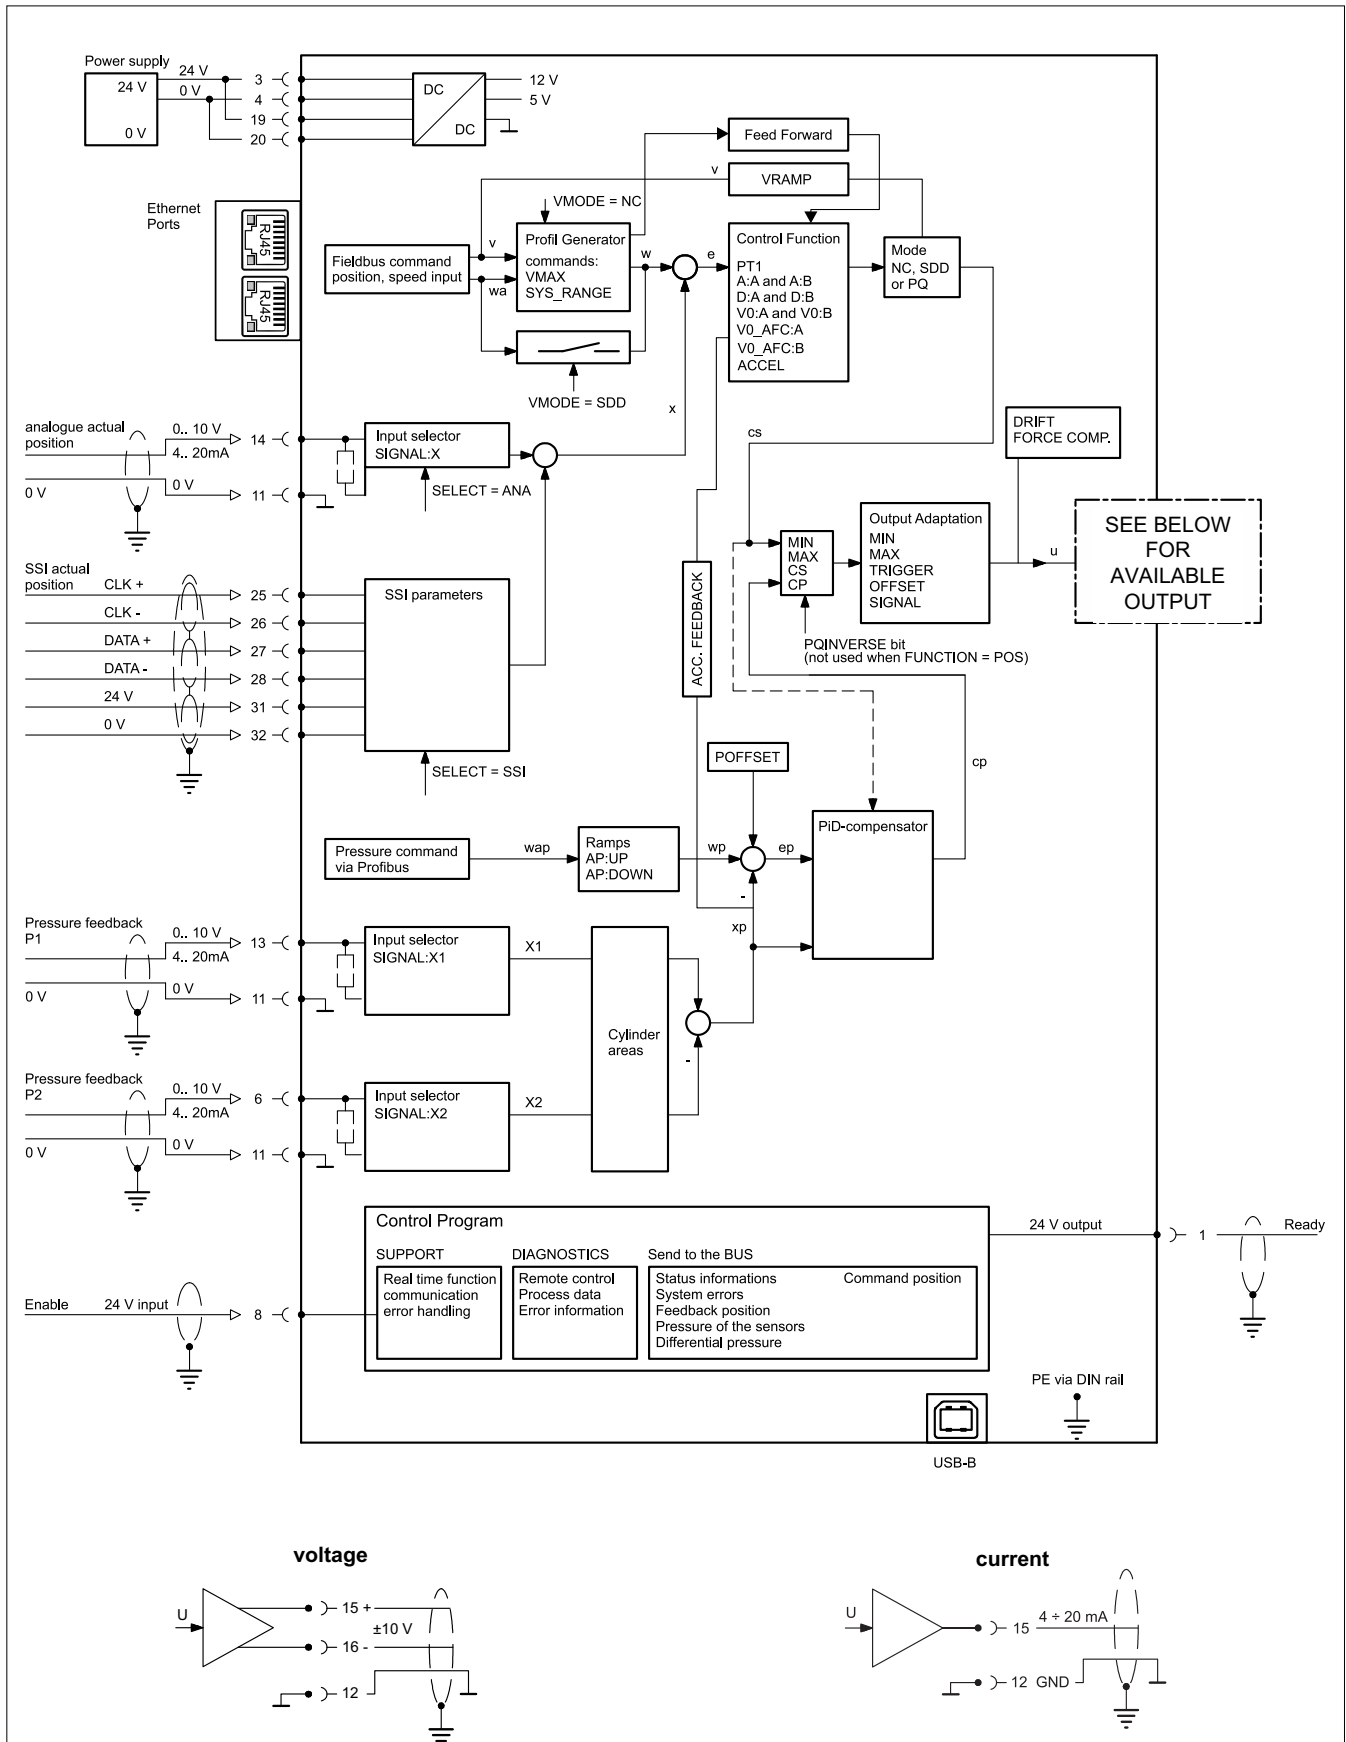 Power supply
24 V
0 V
24 V
0 V
3
4
19
20
DC
DC
12 V
5 V
Ethernet
Ports
RJ45
RJ45
Feed Forward
v
VRAMP
VMODE = NC
Fieldbus command
position, speed input
v
wa
Profil Generator
commands:
VMAX
SYS_RANGE
w
e
Control Function
PT1
A:A and A:B
D:A and D:B
V0:A and V0:B
V0_AFC:A
V0_AFC:B
ACCEL
Mode
NC, SDD
or PQ
VMODE = SDD
x
cs
analogue actual
position
0.. 10 V
4.. 20mA
14
0 V
0 V
11
Input selector
SIGNAL:X
SELECT = ANA
DRIFT
FORCE COMP.
MIN
MAX
CS
CP
Output Adaptation
MIN
MAX
TRIGGER
OFFSET
SIGNAL
u
SEE BELOW
FOR
AVAILABLE
OUTPUT
PQINVERSE bit
(not used when FUNCTION = POS)
ACC. FEEDBACK
SSI actual
position
CLK +
25
CLK -
26
DATA +
27
DATA -
28
24 V
31
0 V
32
SSI parameters
SELECT = SSI
POFFSET
cp
Pressure command
via Profibus
wap
Ramps
AP:UP
AP:DOWN
wp
ep
-
xp
PiD-compensator
Pressure feedback
P1
0.. 10 V
4.. 20mA
13
0 V
0 V
11
Input selector
SIGNAL:X1
X1
Cylinder
areas
-
Pressure feedback
P2
0.. 10 V
4.. 20mA
6
0 V
0 V
11
Input selector
SIGNAL:X2
X2
Control Program
SUPPORT
Real time function
communication
error handling
DIAGNOSTICS
Remote control
Process data
Error information
Send to the BUS
Status informations
System errors
Feedback position
Pressure of the sensors
Differential pressure
Command position
24 V output
1
Ready
Enable
24 V input
8
PE via DIN rail
USB-B
voltage
U
15 +
±10 V
16 -
12
current
U
15
4 ÷ 20 mA
12 GND